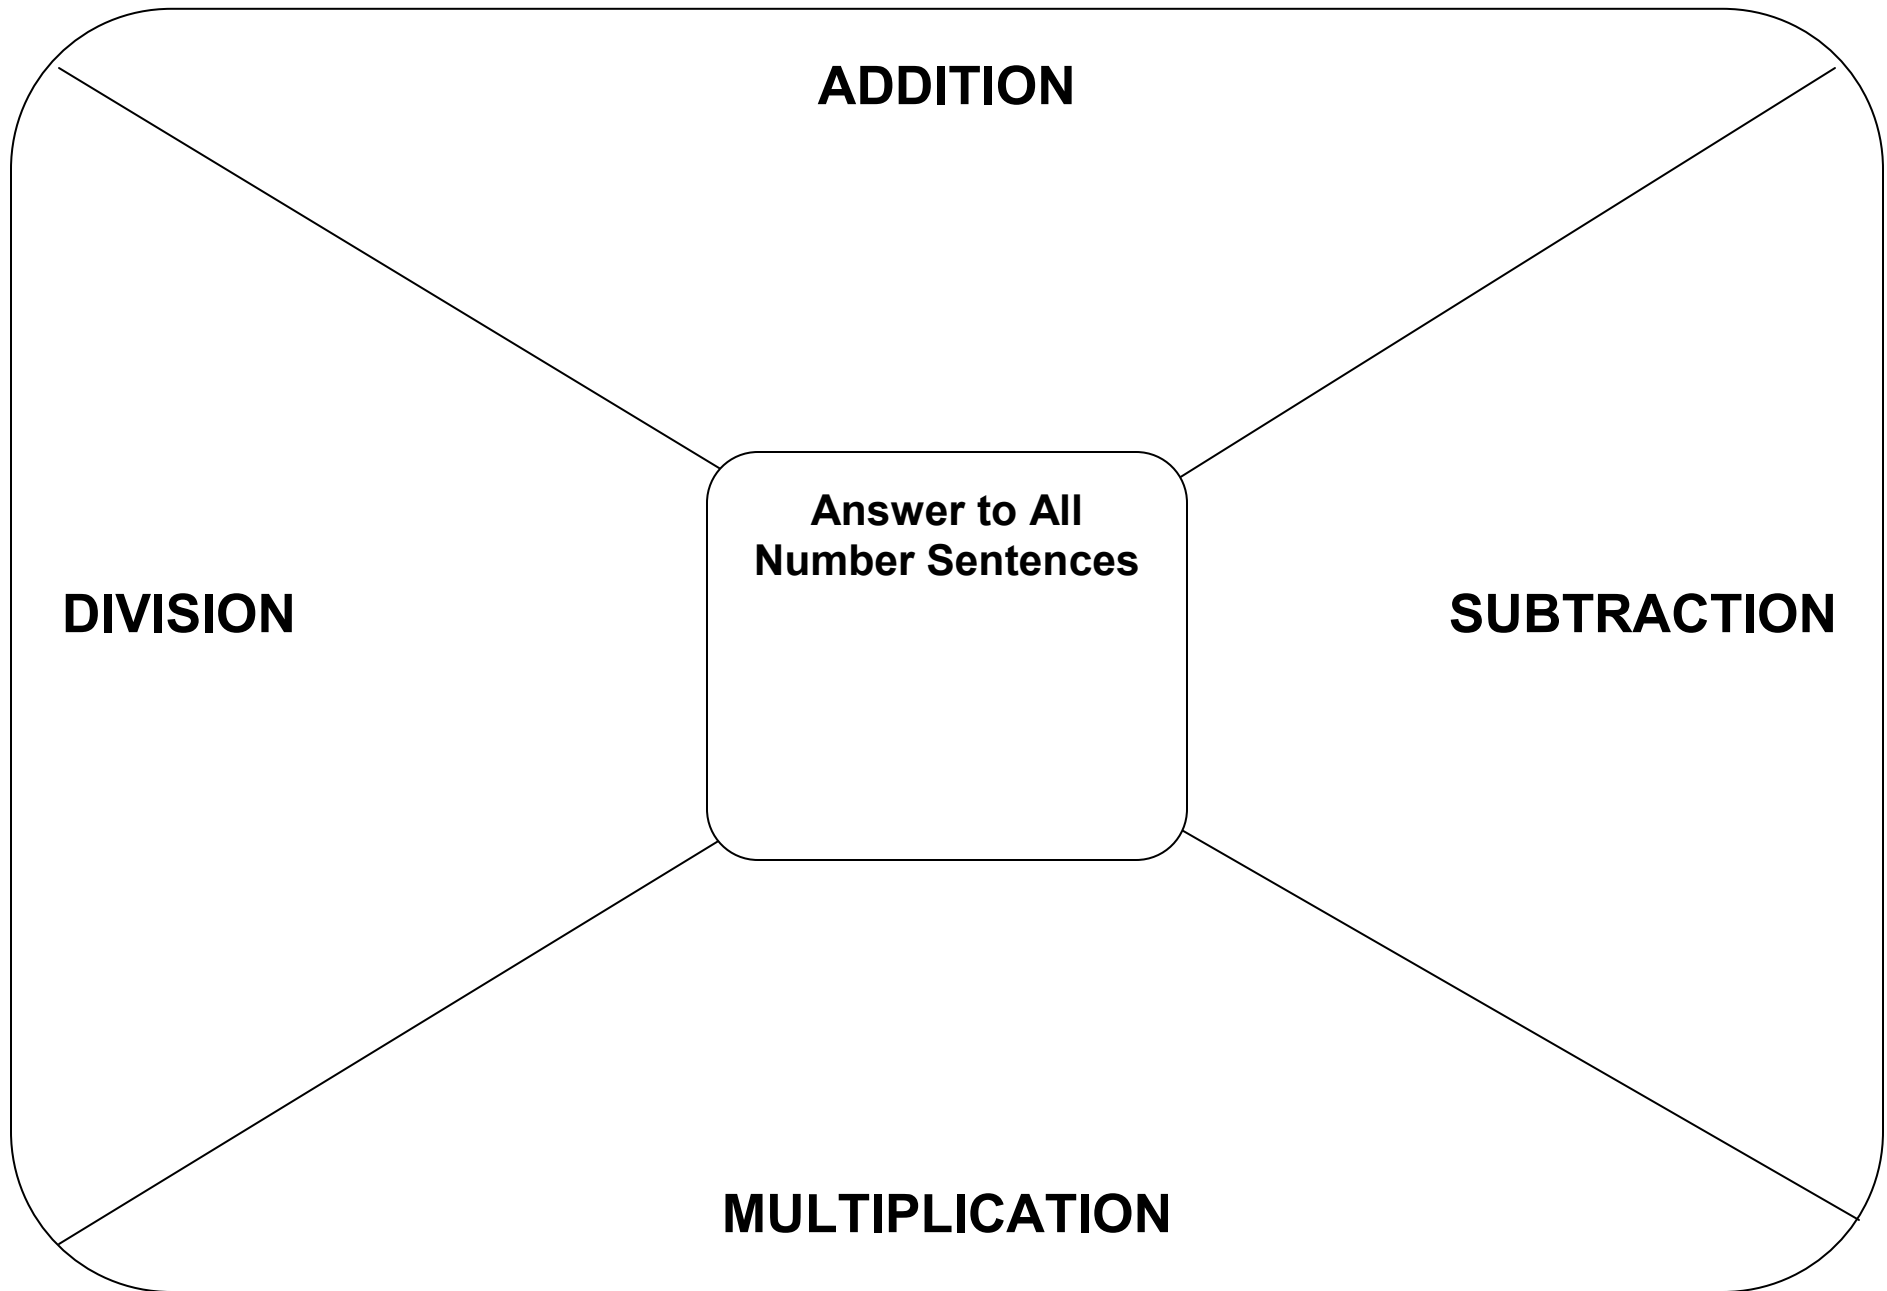 ADDITION
Answer to All
Number Sentences
DIVISION
SUBTRACTION
MULTIPLICATION